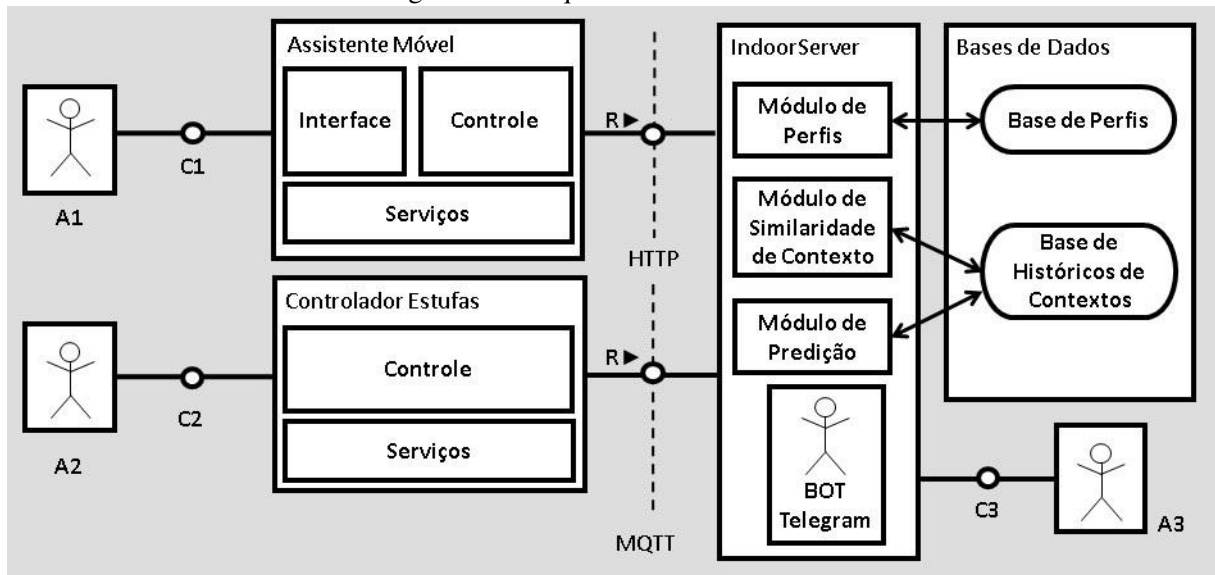 Assistente Móvel
Interface
Controle
Serviços
A1
C1
R
HTTP
Controlador Estufas
Controle
Serviços
A2
C2
R
MQTT
IndoorServer
Módulo de
Perfis
Módulo de
Similaridade
de Contexto
Módulo de
Predição
BOT
Telegram
Bases de Dados
Base de Perfis
Base de
Históricos de
Contextos
C3
A3